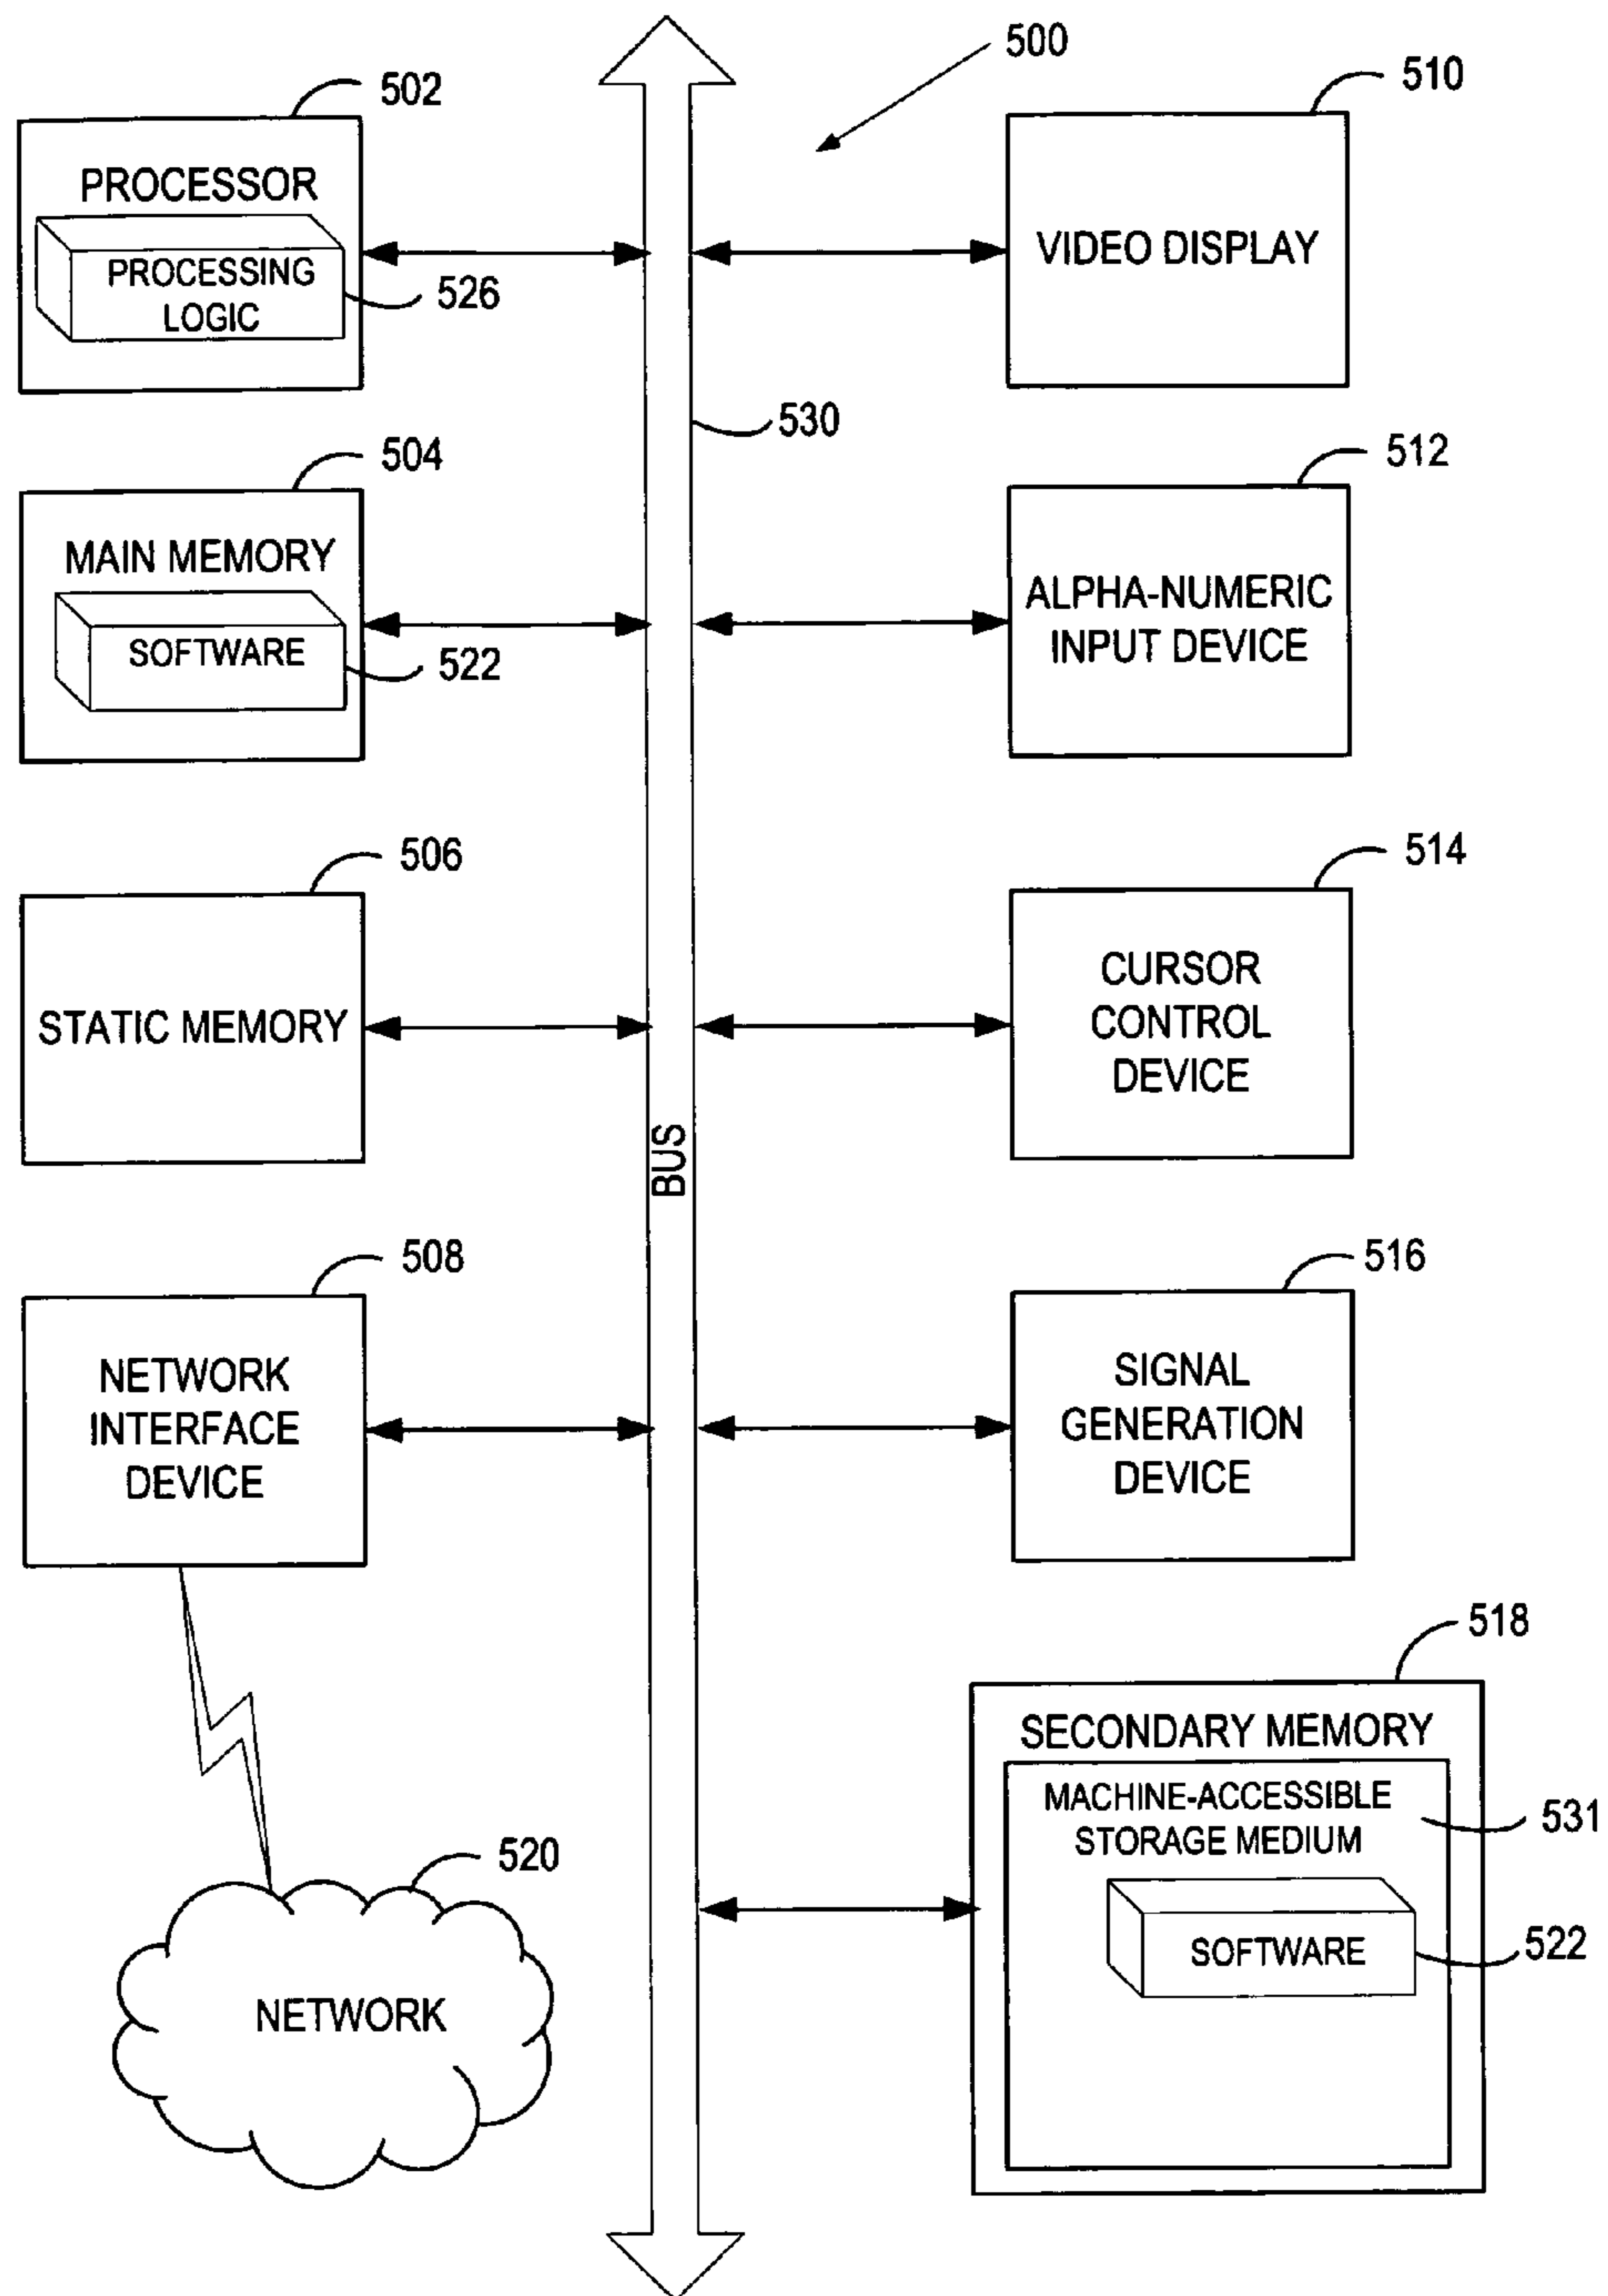 500
502
PROCESSOR
PROCESSING
LOGIC
526
510
VIDEO DISPLAY
530
504
MAIN MEMORY
SOFTWARE
522
512
ALPHA-NUMERIC
INPUT DEVICE
506
STATIC MEMORY
514
CURSOR
CONTROL
DEVICE
BUS
508
NETWORK
INTERFACE
DEVICE
516
SIGNAL
GENERATION
DEVICE
518
SECONDARY MEMORY
MACHINE-ACCESSIBLE
STORAGE MEDIUM
531
SOFTWARE
522
520
NETWORK